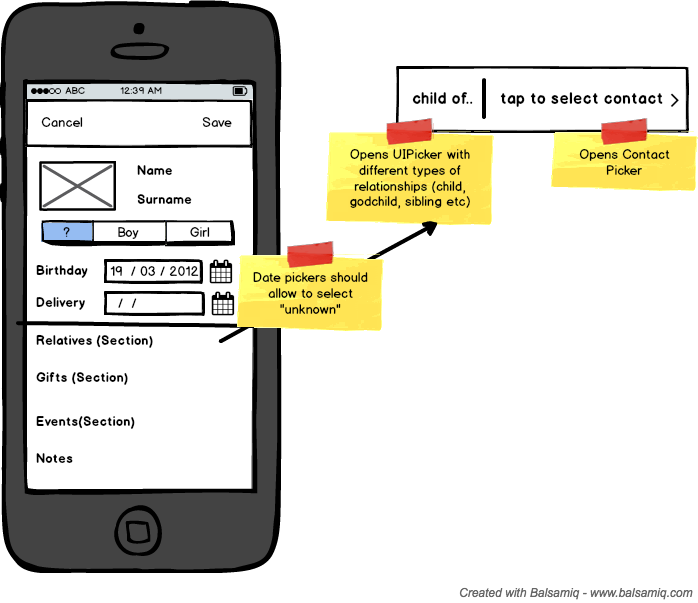 ABC 12:39 AM
Cancel Save
Name
Surname
? Boy Girl
Birthday 19 / 03 / 2012
Delivery / /
Relatives (Section)
Gifts (Section)
Events(Section)
Notes
child of.. tap to select contact >
Opens UIPicker with
different types of
relationships (child,
godchild, sibling etc)
Opens Contact
Picker
Date pickers should
allow to select
"unknown"
Created with Balsamiq - www.balsamiq.com